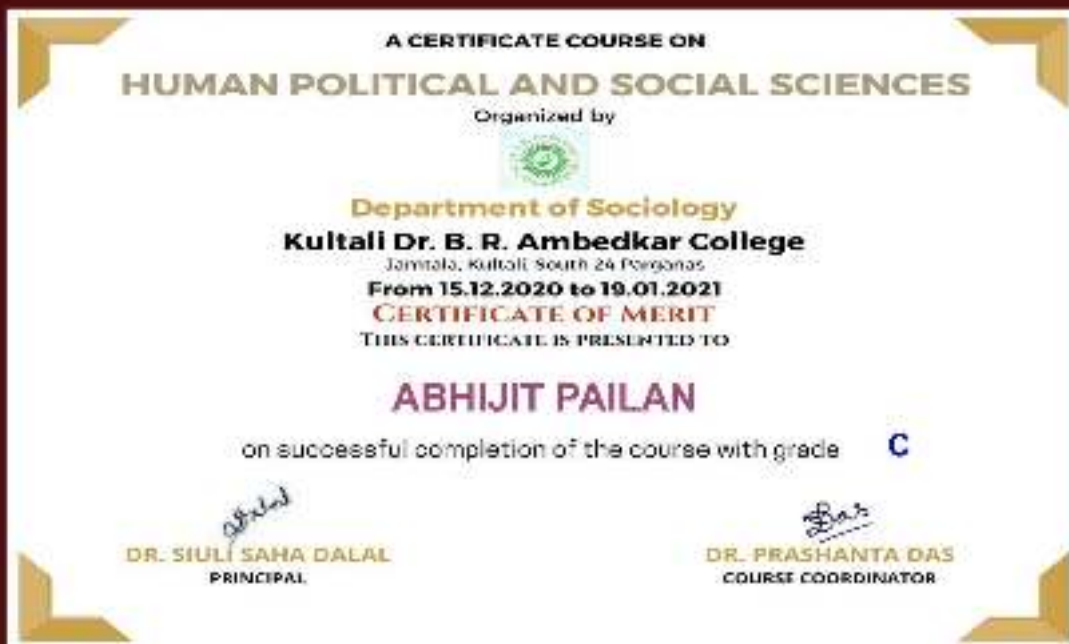 A CERTIFICATE COURSE ON
HUMAN POLITICAL AND SOCIAL SCIENCES
Organized by
Department of Sociology
Kultali Dr. B. R. Ambedkar College
Jamtala, Kultali, South 24 Parganas
From 15.12.2020 to 19.01.2021
CERTIFICATE OF MERIT
THIS CERTIFICATE IS PRESENTED TO
ABHIJIT PAILAN
on successful completion of the course with grade C
DR. SIULI SAHA DALAL
PRINCIPAL
Das
DR. PRASHANTA DAS
COURSE COORDINATOR